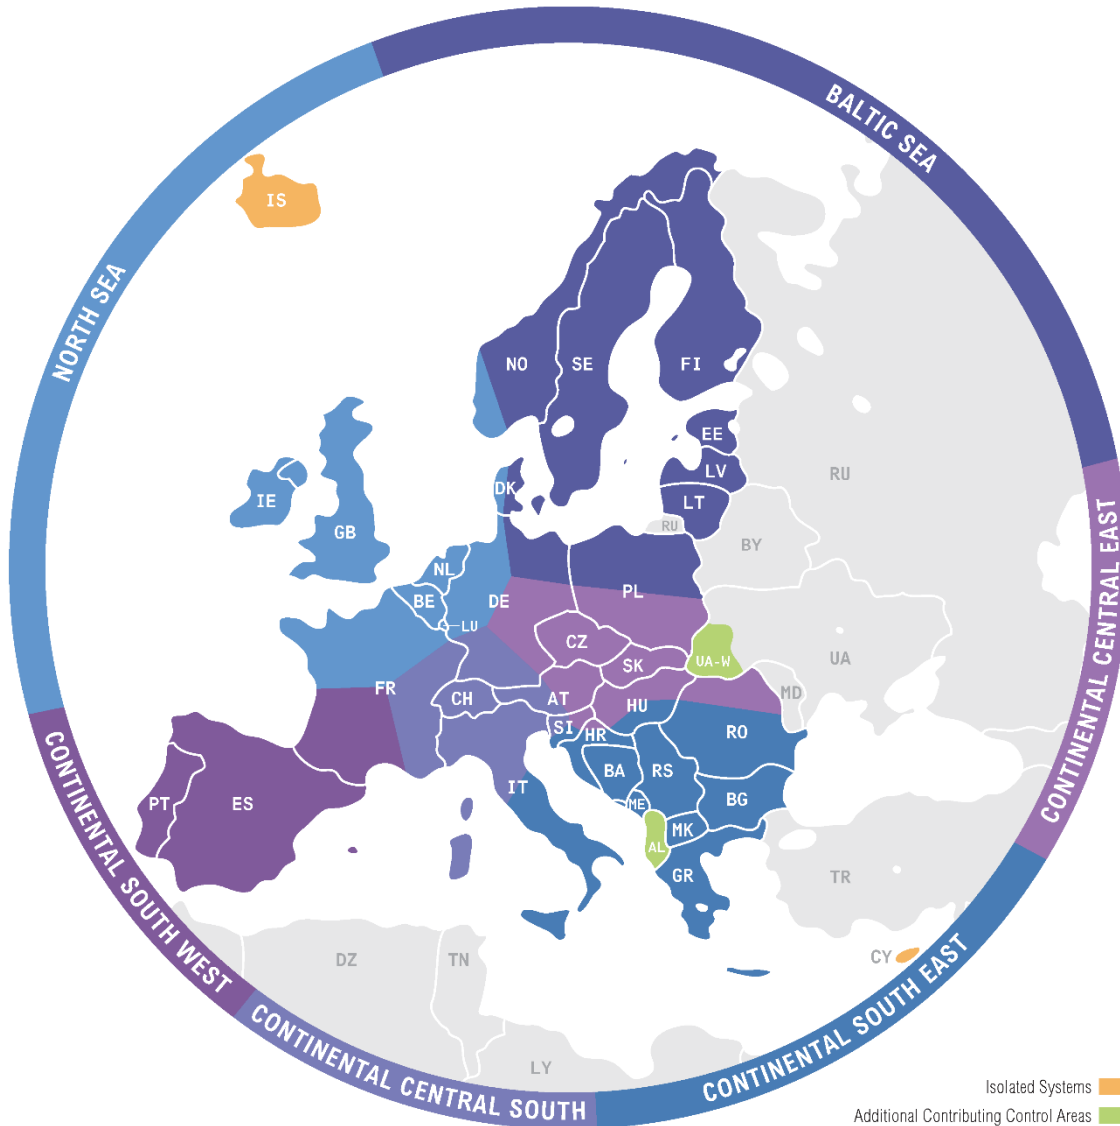 BALTIC SEA
IS
NORTH SEA
NO
SE
FI
EE
LV
RU
DK
LT
IE
RU
GB
BY
NL
PL
BE
DE
LU
CZ
UA-W
UA
SK
FR
MD
CH
AT
HU
CONTINENTAL CENTRAL EAST
SI
HR
RO
BA
RS
IT
PT
ES
ME
BG
MK
AL
GR
TR
CONTINENTAL SOUTH WEST
CY
DZ
TN
LY
CONTINENTAL CENTRAL SOUTH
CONTINENTAL SOUTH EAST
Isolated Systems
Additional Contributing Control Areas